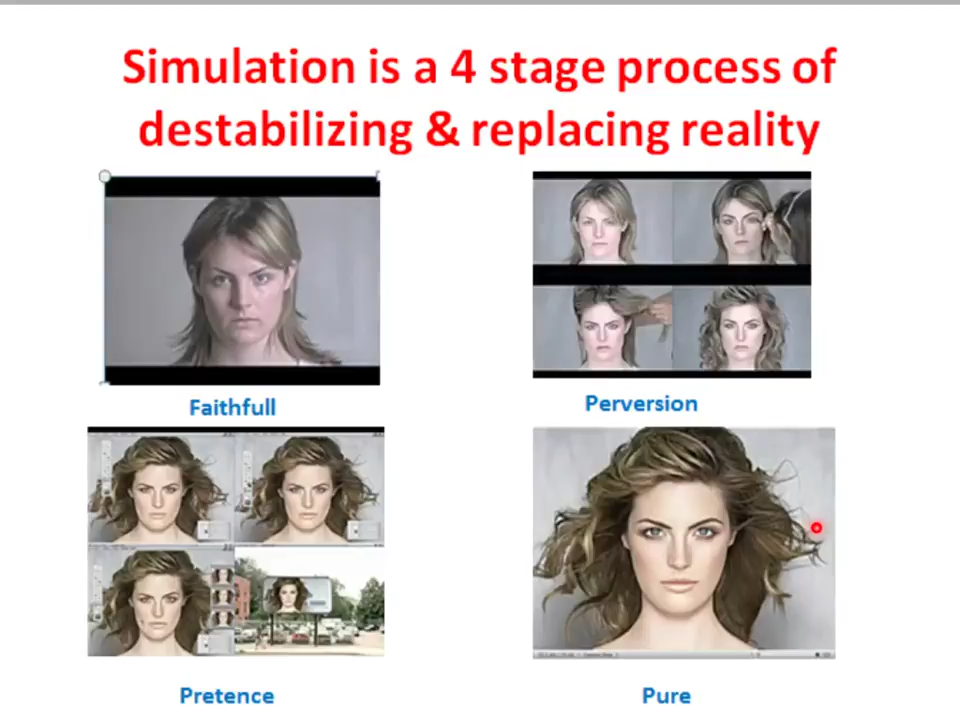 Simulation is a 4 stage process of
destabilizing & replacing reality
Faithfull
Perversion
Pretence
Pure